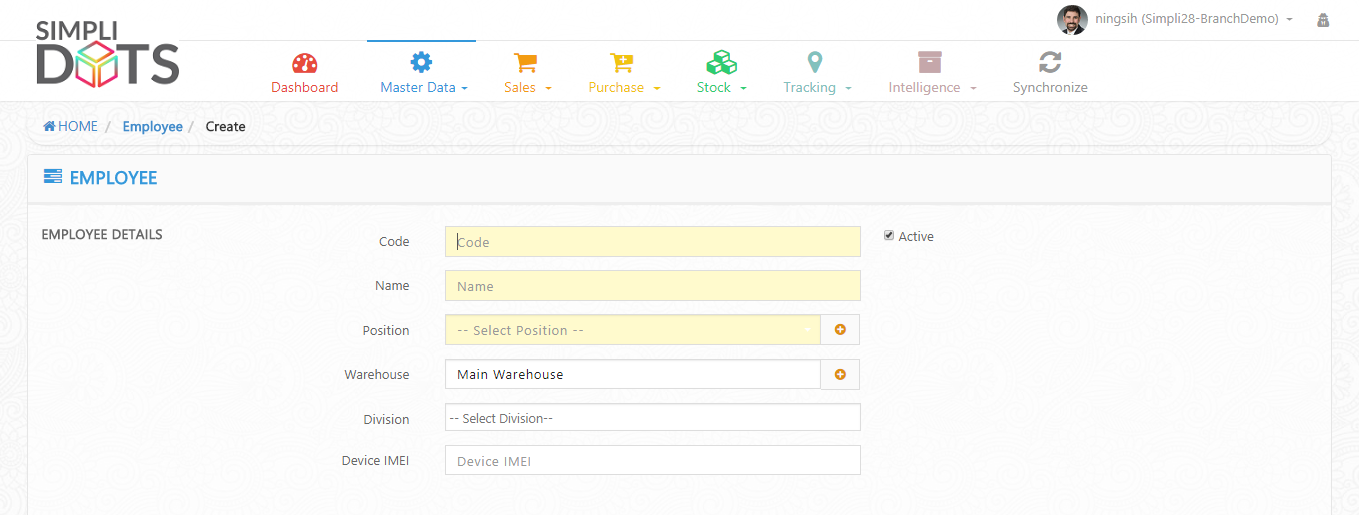 SIMPLI
DOTS
ningsih (Simpli28-BranchDemo)
Dashboard
Master Data
Sales
Purchase
Stock
Tracking
Intelligence
Synchronize
HOME / Employee / Create
EMPLOYEE
EMPLOYEE DETAILS
Code
Code
Active
Name
Name
Position
-- Select Position --
Warehouse
Main Warehouse
Division
-- Select Division--
Device IMEI
Device IMEI